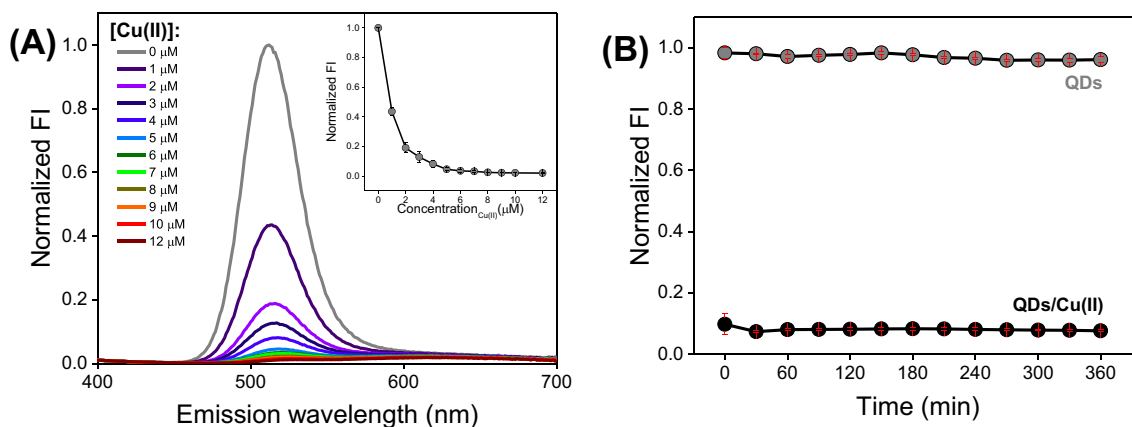 (A)
[Cu(II)]:
0 μM
1 μM
2 μM
3 μM
4 μM
5 μM
6 μM
7 μM
8 μM
9 μM
10 μM
12 μM
Normalized FI
1.0
0.8
0.6
0.4
0.2
0.0
400
500
600
700
Emission wavelength (nm)
Normalized FI
1.0
0.8
0.6
0.4
0.2
0.0
0
2
4
6
8
10
12
Concentration Cu(II) (μM)
(B)
Normalized FI
1.0
0.8
0.6
0.4
0.2
0.0
QDs
QDs/Cu(II)
0
60
120
180
240
300
360
Time (min)